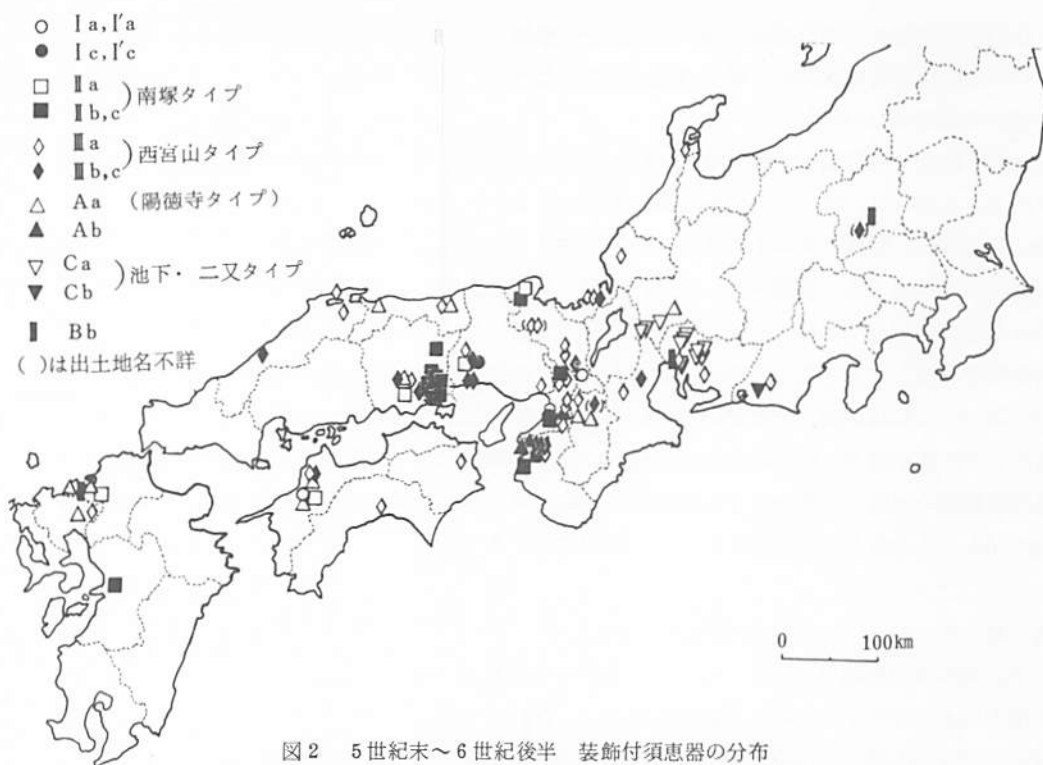 ○ Ⅰa,Ⅰ′a
● Ⅰc,Ⅰ′c
□ Ⅱa
■ Ⅱb,c
)南塚タイプ
◇ Ⅲa
◆ Ⅲb,c
)西宮山タイプ
△ Aa (陽徳寺タイプ)
▲ Ab
▽ Ca
▼ Cb
)池下・二又タイプ
▮ Bb
( )は出土地名不詳
0 100km
図2 5世紀末~6世紀後半 装飾付須恵器の分布